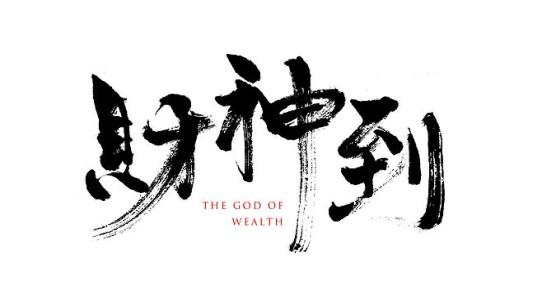 財神到
THE GOD OF
WEALTH